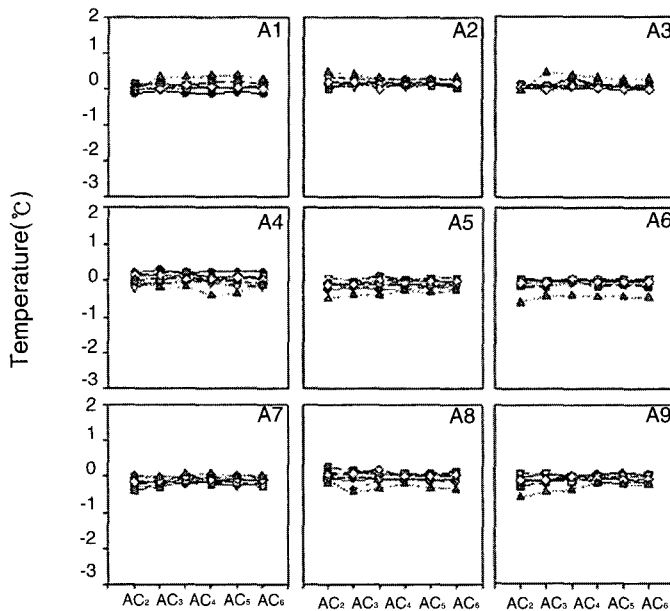 Temperature(℃)
2
1
0
-1
-2
-3
A1
A2
A3
2
1
0
-1
-2
-3
A4
A5
A6
2
1
0
-1
-2
-3
A7
A8
A9
AC₂ AC₃ AC₄ AC₅ AC₆
AC₂ AC₃ AC₄ AC₅ AC₆
AC₂ AC₃ AC₄ AC₅ AC₆